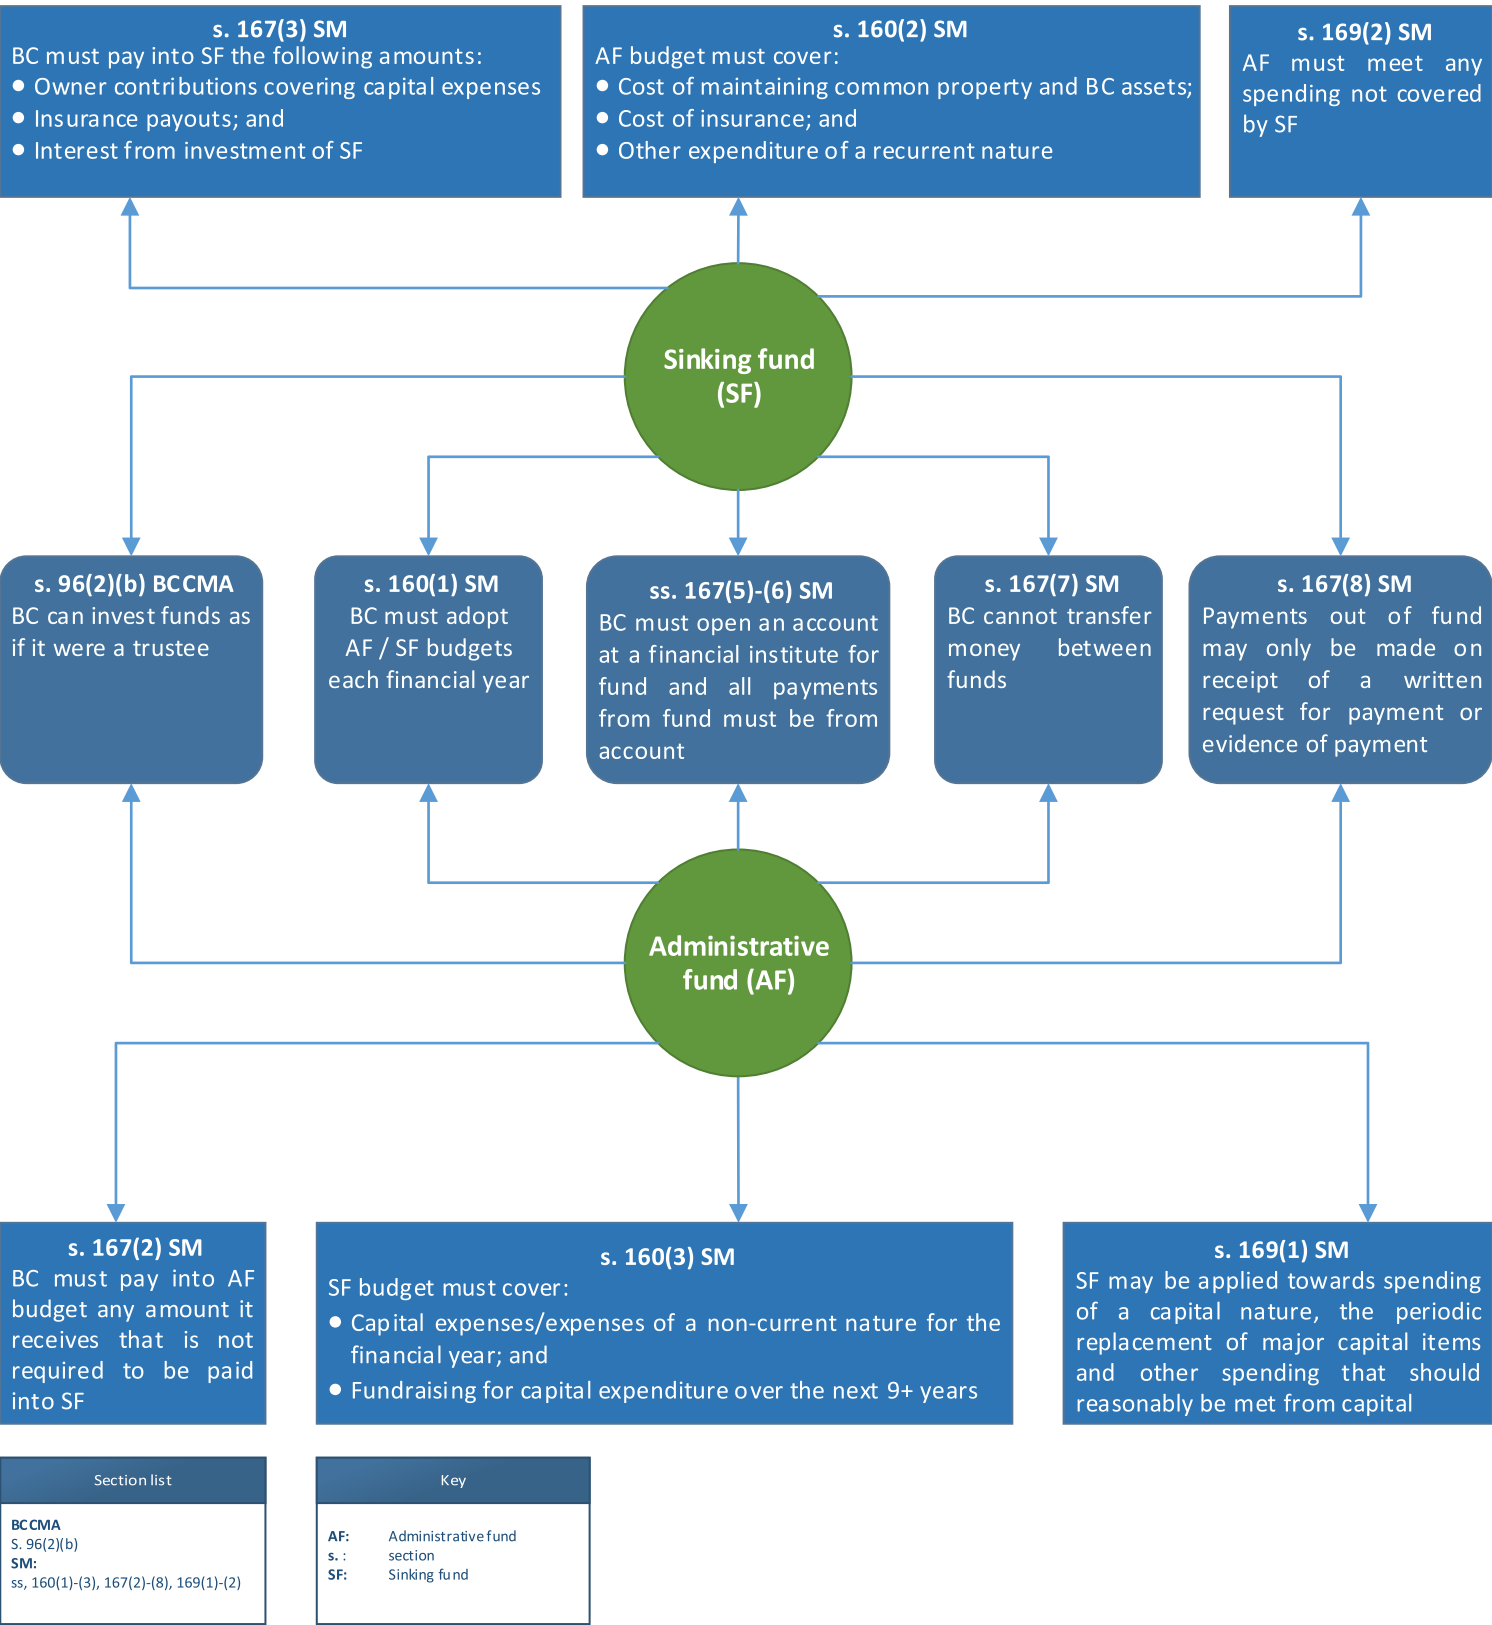 s. 167(3) SM
BC must pay into SF the following amounts:
● Owner contributions covering capital expenses
● Insurance payouts; and
● Interest from investment of SF
s. 160(2) SM
AF budget must cover:
● Cost of maintaining common property and BC assets;
● Cost of insurance; and
● Other expenditure of a recurrent nature
s. 169(2) SM
AF must meet any
spending not covered
by SF
Sinking fund
(SF)
s. 96(2)(b) BCCMA
BC can invest funds as
if it were a trustee
s. 160(1) SM
BC must adopt
AF / SF budgets
each financial year
ss. 167(5)-(6) SM
BC must open an account
at a financial institute for
fund and all payments
from fund must be from
account
s. 167(7) SM
BC cannot transfer
money between
funds
s. 167(8) SM
Payments out of fund
may only be made on
receipt of a written
request for payment or
evidence of payment
Administrative
fund (AF)
s. 167(2) SM
BC must pay into AF
budget any amount it
receives that is not
required to be paid
into SF
s. 160(3) SM
SF budget must cover:
● Capital expenses/expenses of a non-current nature for the
financial year; and
● Fundraising for capital expenditure over the next 9+ years
s. 169(1) SM
SF may be applied towards spending
of a capital nature, the periodic
replacement of major capital items
and other spending that should
reasonably be met from capital
Section list
BCCMA
S. 96(2)(b)
SM:
ss, 160(1)-(3), 167(2)-(8), 169(1)-(2)
Key
AF: Administrative fund
s. : section
SF: Sinking fund